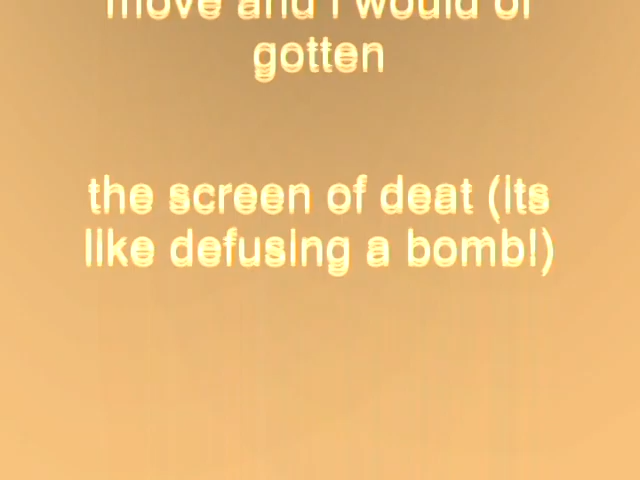 move and i would of
gotten
the screen of deat (its
like defusing a bomb!)